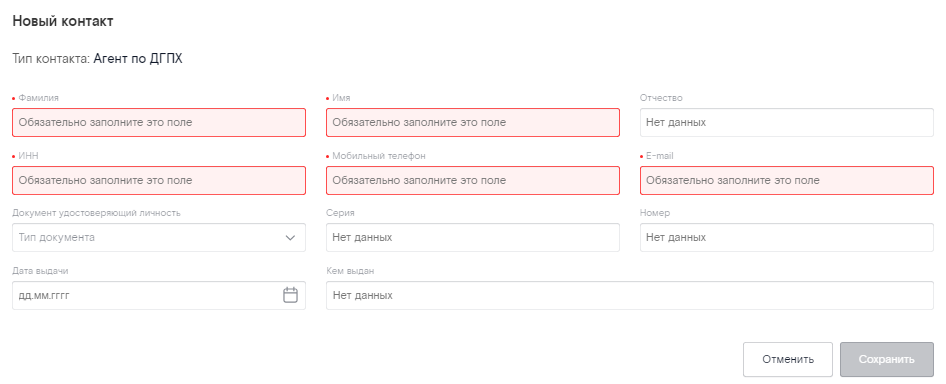 Новый контакт
Тип контакта: Агент по ДГПХ
Фамилия Имя Отчество
Обязательно заполните это поле Обязательно заполните это поле Нет данных
ИНН Мобильный телефон E-mail
Обязательно заполните это поле Обязательно заполните это поле Обязательно заполните это поле
Документ удостоверяющий личность Серия Номер
Тип документа Нет данных Нет данных
Дата выдачи Кем выдан
дд.мм.гггг Нет данных
Отменить Сохранить